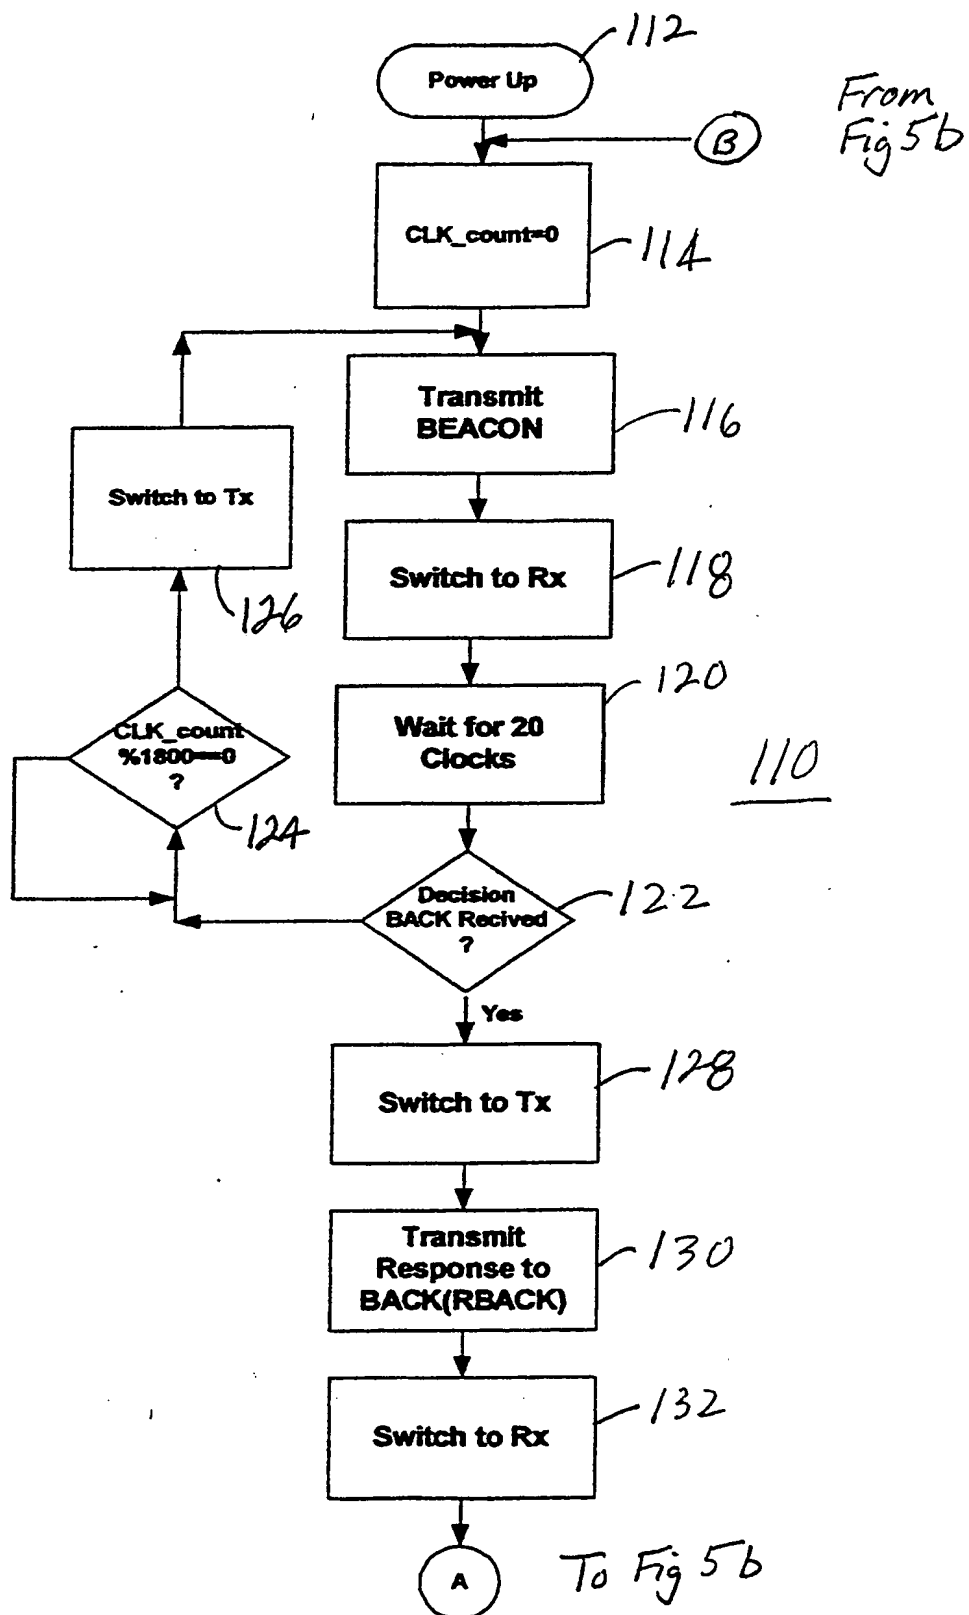 112
Power Up
From
Fig 5b
B
CLK_count=0
114
Transmit
BEACON
116
Switch to Tx
126
Switch to Rx
118
120
Wait for 20
Clocks
110
CLK_count
%1800==0
?
124
Decision
BACK Recived
?
122
Yes
Switch to Tx
128
Transmit
Response to
BACK(RBACK)
130
Switch to Rx
132
A
To Fig 5b